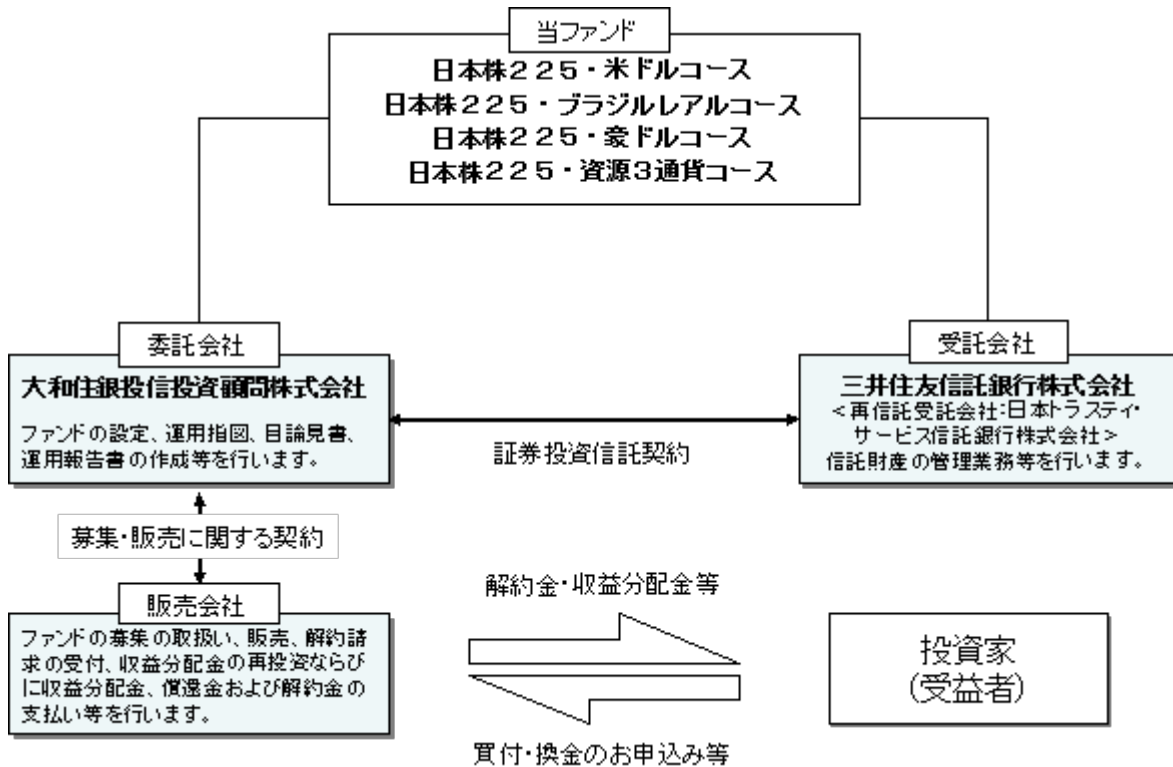 当ファンド
日本株225・米ドルコース
日本株225・ブラジルレアルコース
日本株225・豪ドルコース
日本株225・資源3通貨コース
委託会社
大和住銀投信投資顧問株式会社
ファンドの設定、運用指図、目論見書、
運用報告書の作成等を行います。
受託会社
三井住友信託銀行株式会社
<再信託受託会社:日本トラスティ・
サービス信託銀行株式会社>
信託財産の管理業務等を行います。
証券投資信託契約
募集・販売に関する契約
販売会社
ファンドの募集の取扱い、販売、解約請
求の受付、収益分配金の再投資ならび
に収益分配金、償還金および解約金の
支払い等を行います。
解約金・収益分配金等
買付・換金のお申込み等
投資家
(受益者)